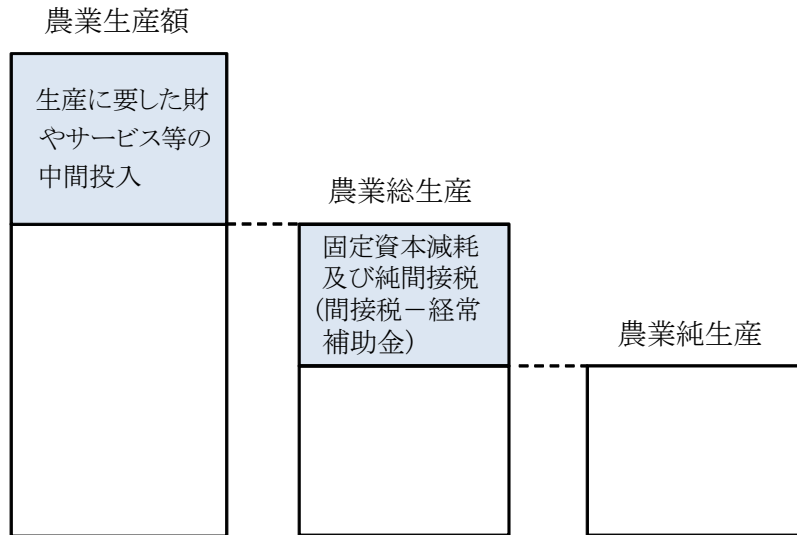 農業生産額
生産に要した財
やサービス等の
中間投入
農業総生産
固定資本減耗
及び純間接税
(間接税－経常
補助金)
農業純生産